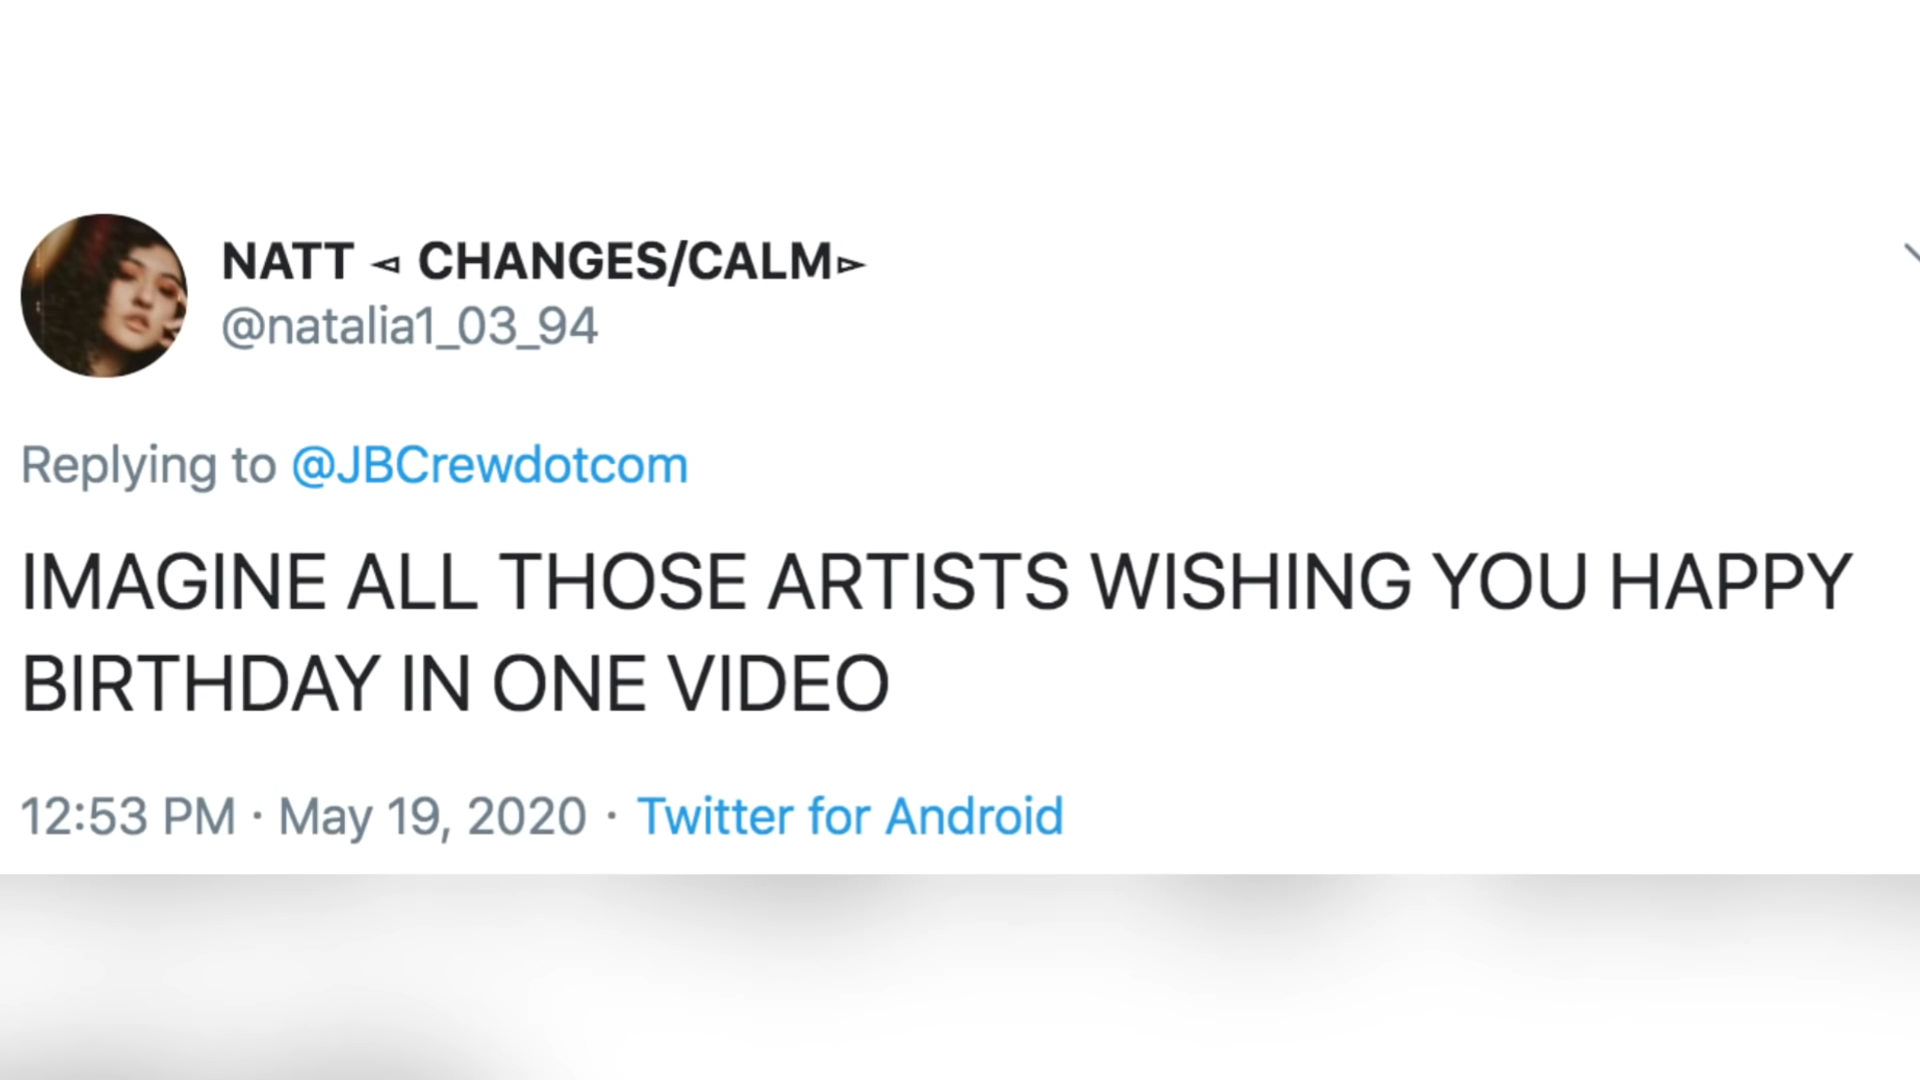 NATT ⊲ CHANGES/CALM⊳
@natalia1_03_94
Replying to @JBCrewdotcom
IMAGINE ALL THOSE ARTISTS WISHING YOU HAPPY
BIRTHDAY IN ONE VIDEO
12:53 PM · May 19, 2020 · Twitter for Android